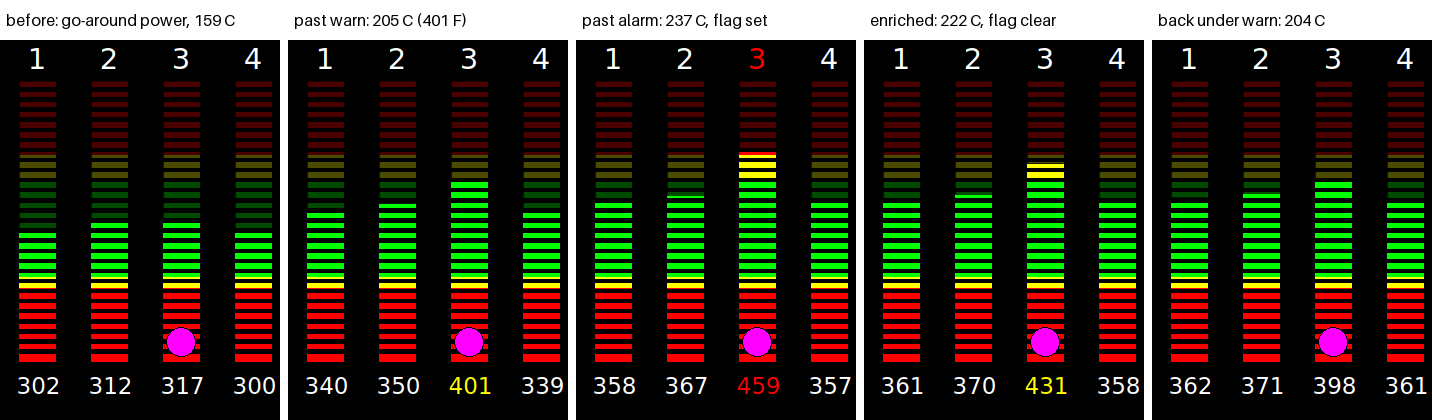 before: go-around power, 159 C
1 2 3 4
302 312 317 300
past warn: 205 C (401 F)
1 2 3 4
340 350 401 339
past alarm: 237 C, flag set
1 2 3 4
358 367 459 357
enriched: 222 C, flag clear
1 2 3 4
361 370 431 358
back under warn: 204 C
1 2 3 4
362 371 398 361